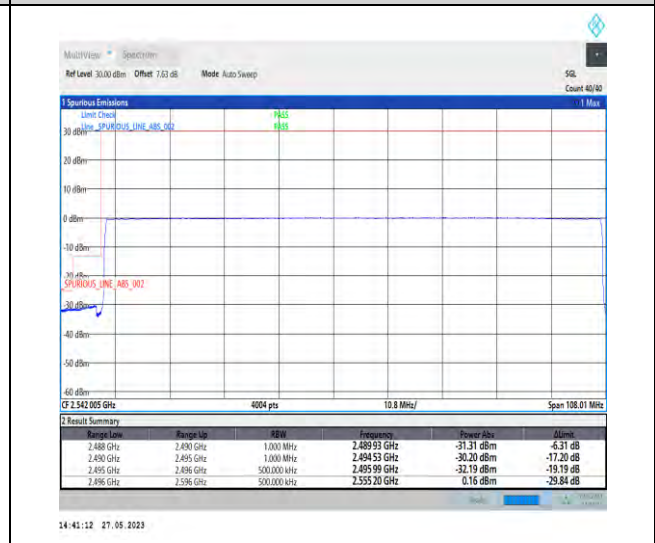 MultiView Spectrum
Ref Level 30.00 dBm Offset 7.63 dB Mode Auto Sweep SGL
Count 40/40
1 Spurious Emissions 1 Max
Limit Check PASS
Line _SPURIOUS_LINE_ABS_002 PASS
30 dBm
20 dBm
10 dBm
0 dBm
-10 dBm
-20 dBm
SPURIOUS_LINE_ABS_002
-30 dBm
-40 dBm
-50 dBm
-60 dBm
CF 2.542 005 GHz 4004 pts 10.8 MHz/ Span 108.01 MHz
2 Result Summary
Range Low Range Up RBW Frequency Power Abs ΔLimit
2.488 GHz 2.490 GHz 1.000 MHz 2.489 93 GHz -31.31 dBm -6.31 dB
2.490 GHz 2.495 GHz 1.000 MHz 2.494 53 GHz -30.20 dBm -17.20 dB
2.495 GHz 2.496 GHz 500.000 kHz 2.495 99 GHz -32.19 dBm -19.19 dB
2.496 GHz 2.596 GHz 500.000 kHz 2.555 20 GHz 0.16 dBm -29.84 dB
14:41:12 27.05.2023